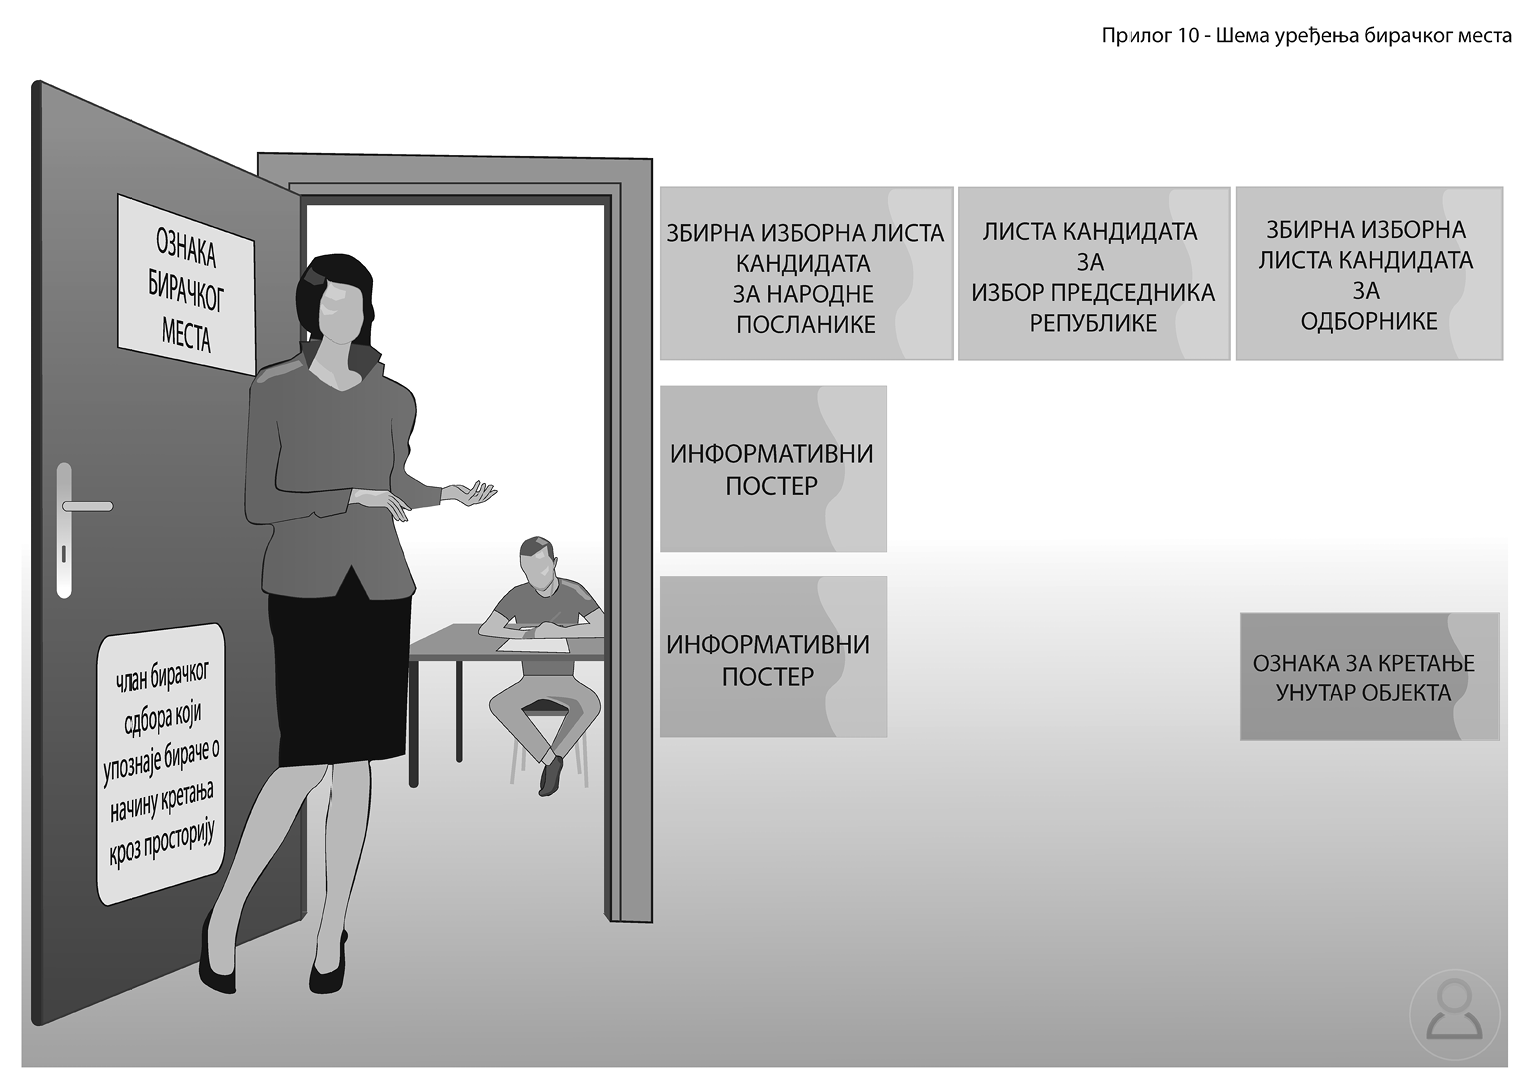 Прилог 10 - Шема уређења бирачког места
ОЗНАКА
БИРАЧКОГ
МЕСТА
ЗБИРНА ИЗБОРНА ЛИСТА
КАНДИДАТА
ЗА НАРОДНЕ
ПОСЛАНИКЕ
ЛИСТА КАНДИДАТА
ЗА
ИЗБОР ПРЕДСЕДНИКА
РЕПУБЛИКЕ
ЗБИРНА ИЗБОРНА
ЛИСТА КАНДИДАТА
ЗА
ОДБОРНИКЕ
ИНФОРМАТИВНИ
ПОСТЕР
ИНФОРМАТИВНИ
ПОСТЕР
ОЗНАКА ЗА КРЕТАЊЕ
УНУТАР ОБЈЕКТА
члан бирачког
сдбора који
упознаје бираче о
начину кретања
кроз просторију